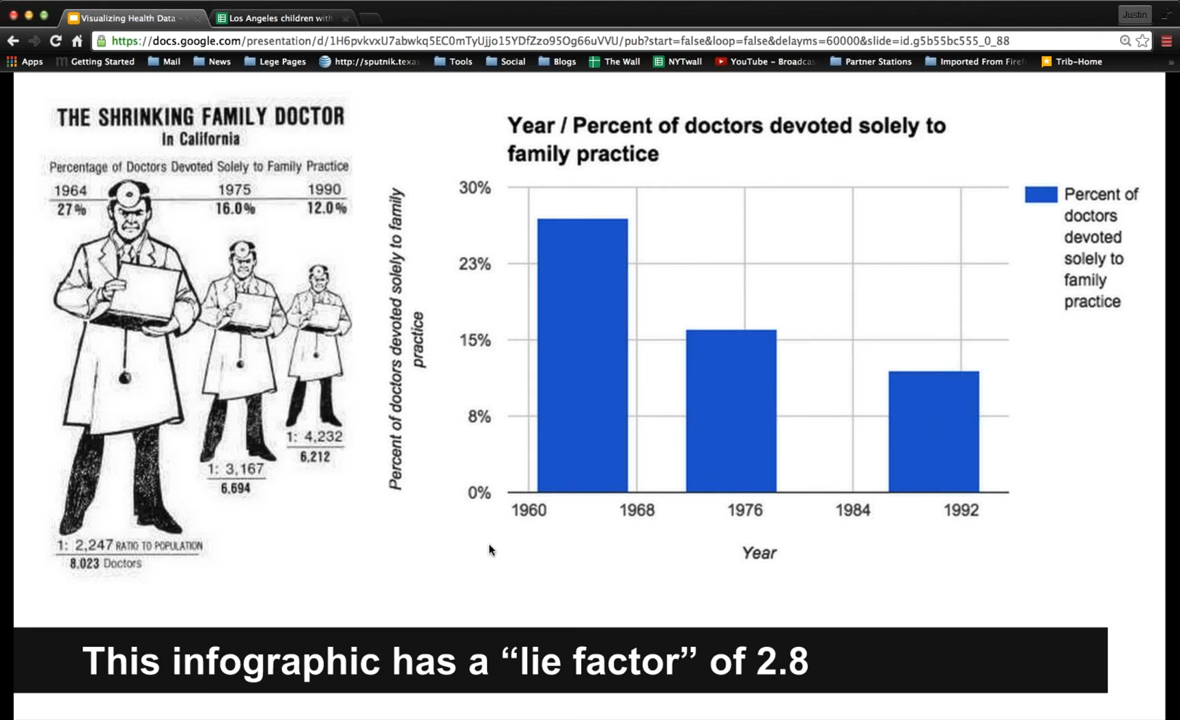 Visualizing Health Data -
Los Angeles children with
Justin
https://docs.google.com/presentation/d/1H6pvkvxU7abwkq5EC0mTyUjjo15YDfZzo95Og66uVVU/pub?start=false&loop=false&delayms=60000&slide=id.g5b55bc555_0_88
Apps Getting Started Mail News Lege Pages http://sputnik.texa Tools Social Blogs The Wall NYTwall YouTube - Broadcas Partner Stations Imported From Firef Trib-Home »
THE SHRINKING FAMILY DOCTOR
In California
Percentage of Doctors Devoted Solely to Family Practice
1964 1975 1990
27% 16.0% 12.0%
1: 4,232
6,212
1: 3,167
6,694
1: 2,247 RATIO TO POPULATION
8.023 Doctors
Year / Percent of doctors devoted solely to
family practice
Percent of doctors devoted solely to family
practice
30%
23%
15%
8%
0%
1960 1968 1976 1984 1992
Year
Percent of
doctors
devoted
solely to
family
practice
This infographic has a “lie factor” of 2.8